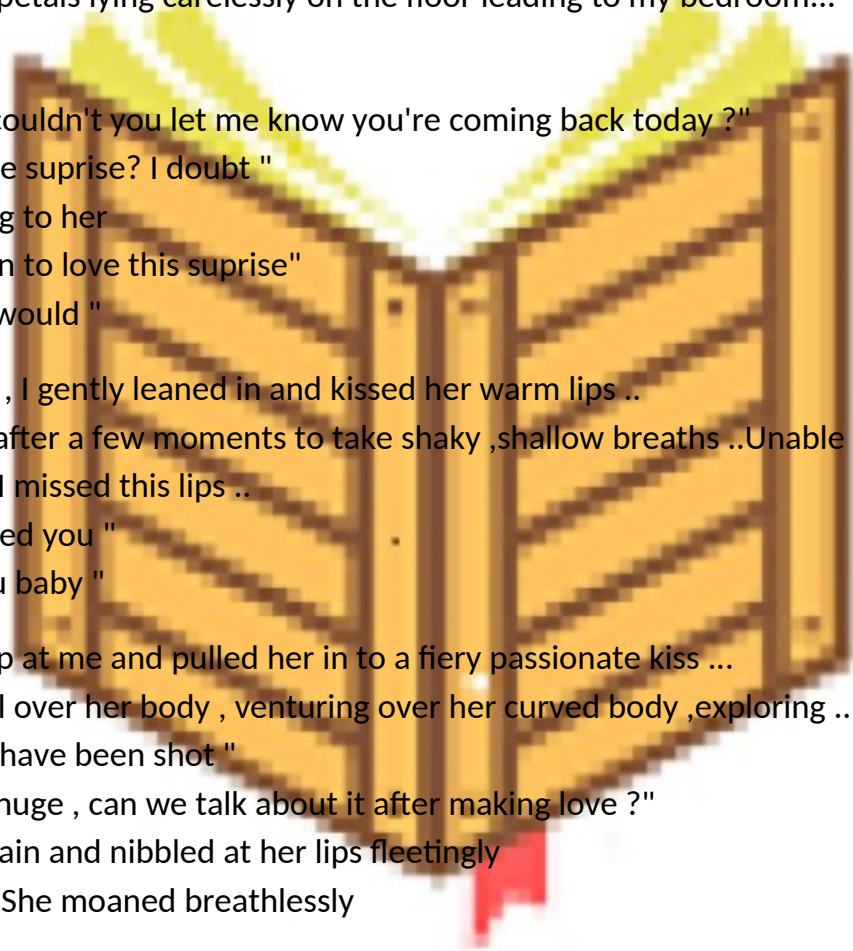 petals lying carelessly on the floor leading to my bedroom...
couldn't you let me know you're coming back today ?"
e suprise? I doubt "
g to her
n to love this suprise"
would "
, I gently leaned in and kissed her warm lips ..
after a few moments to take shaky ,shallow breaths ..Unable
I missed this lips ..
ed you "
u baby "
p at me and pulled her in to a fiery passionate kiss ...
l over her body , venturing over her curved body ,exploring ..
have been shot "
huge , can we talk about it after making love ?"
ain and nibbled at her lips fleetingly
She moaned breathlessly